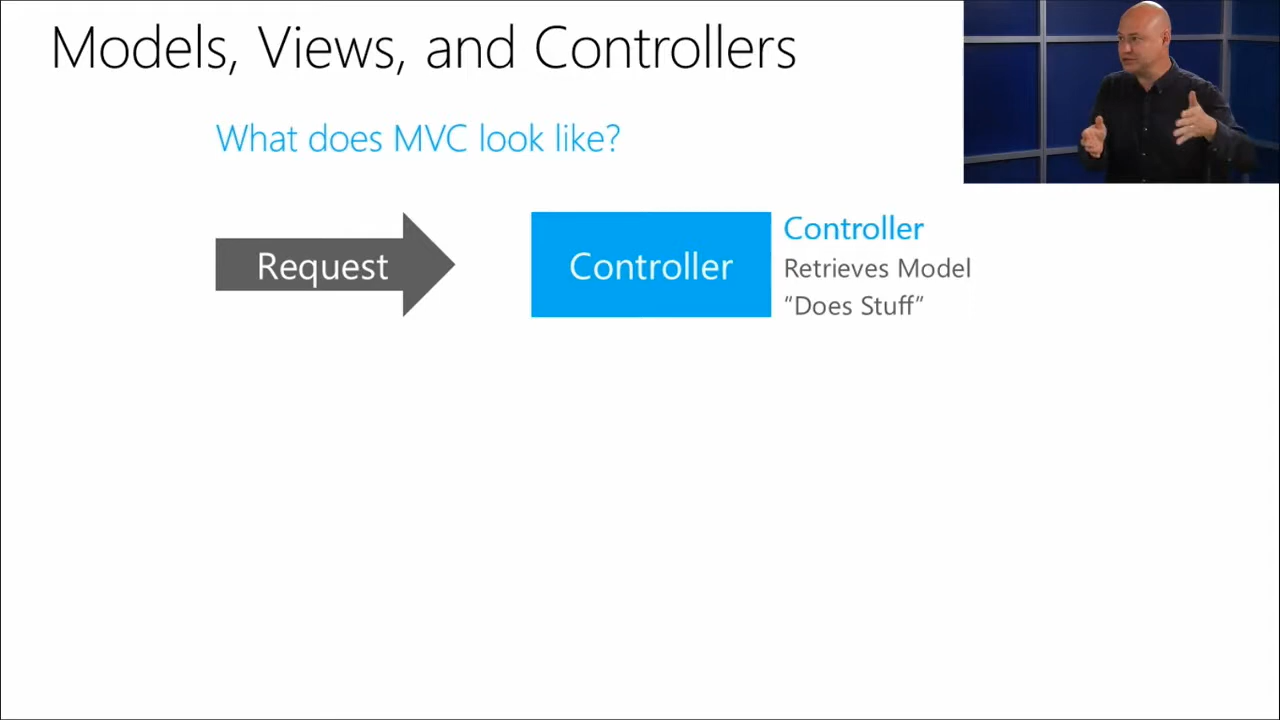 Models, Views, and Controllers
What does MVC look like?
Request
Controller
Controller
Retrieves Model
“Does Stuff”